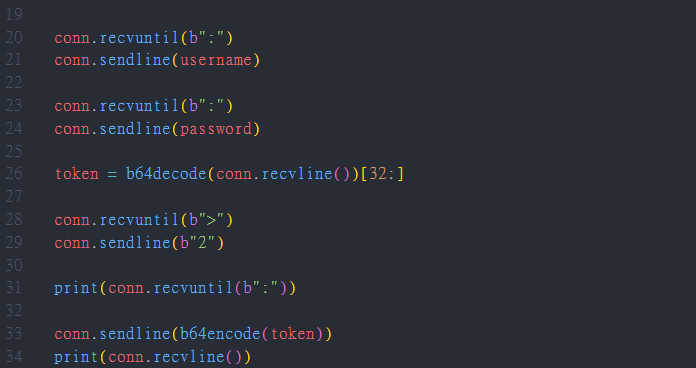 19
20 conn.recvuntil(b":")
21 conn.sendline(username)
22
23 conn.recvuntil(b":")
24 conn.sendline(password)
25
26 token = b64decode(conn.recvline())[32:]
27
28 conn.recvuntil(b">")
29 conn.sendline(b"2")
30
31 print(conn.recvuntil(b":"))
32
33 conn.sendline(b64encode(token))
34 print(conn.recvline())